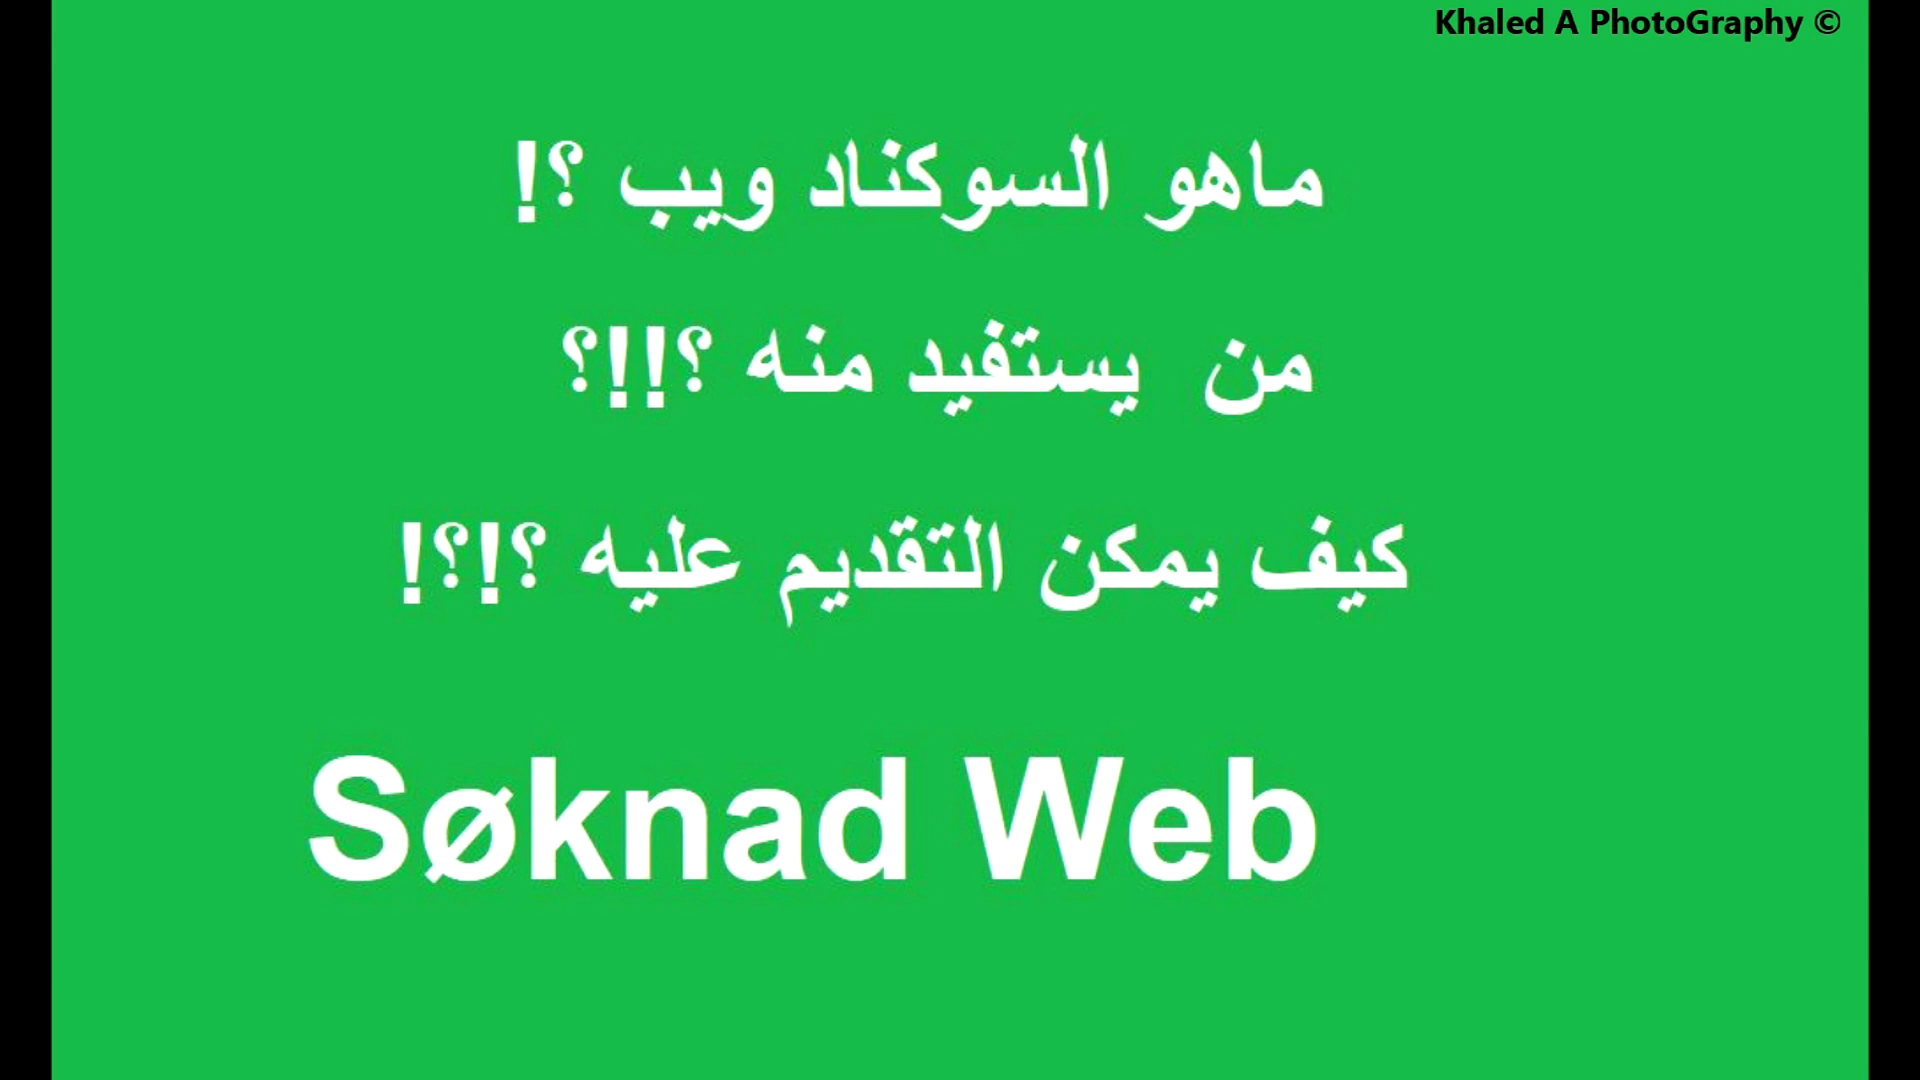 Khaled A PhotoGraphy ©
ماهو السوكناد ويب ؟!
من يستفيد منه ؟!!؟
كيف يمكن التقديم عليه ؟!؟!
Søknad Web